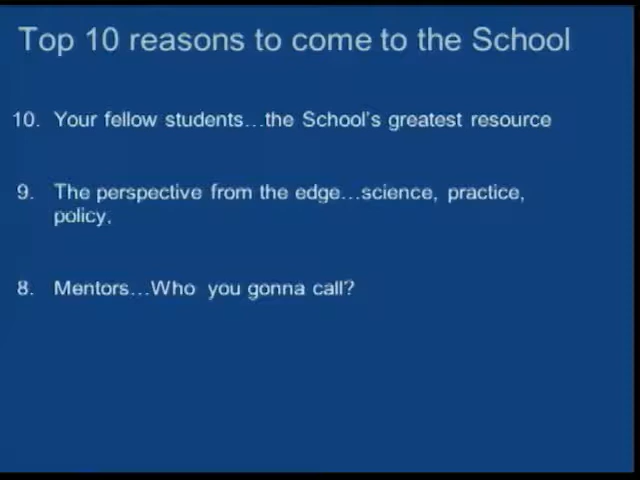 Top 10 reasons to come to the School
10. Your fellow students…the School's greatest resource
9. The perspective from the edge…science, practice,
policy.
8. Mentors…Who you gonna call?